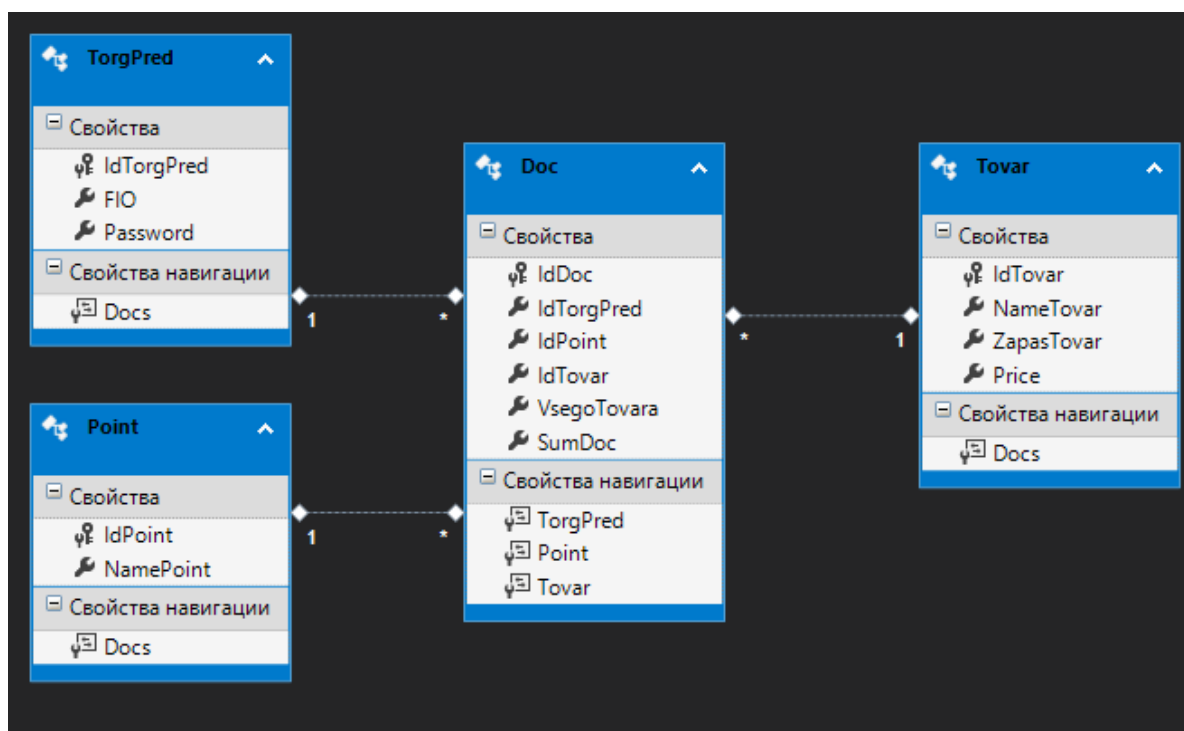 TorgPred
Свойства
IdTorgPred
FIO
Password
Свойства навигации
Docs
1
*
Point
Свойства
IdPoint
NamePoint
Свойства навигации
Docs
1
*
Doc
Свойства
IdDoc
IdTorgPred
IdPoint
IdTovar
VsegoTovara
SumDoc
Свойства навигации
TorgPred
Point
Tovar
*
1
Tovar
Свойства
IdTovar
NameTovar
ZapasTovar
Price
Свойства навигации
Docs